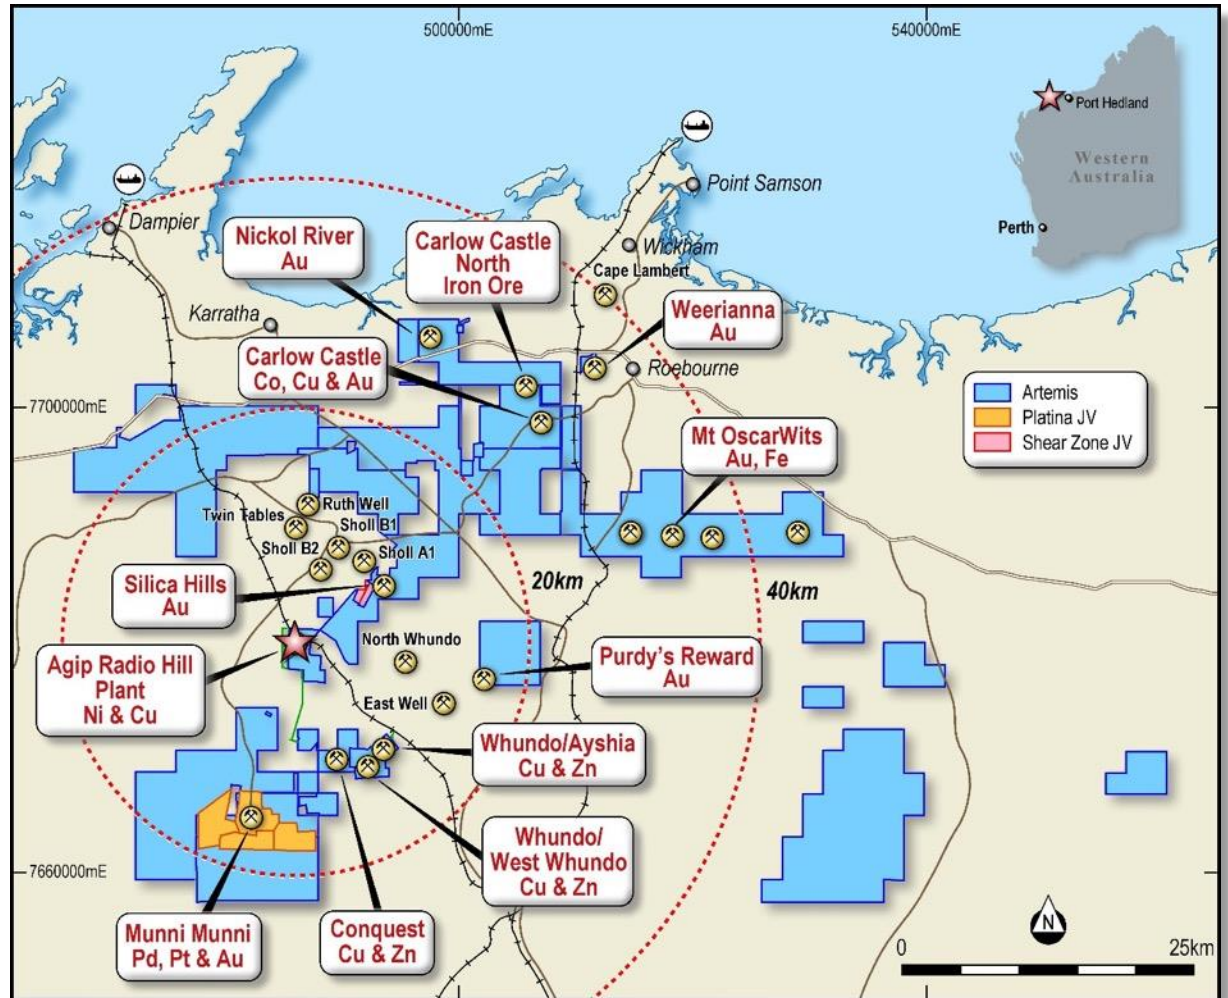 500000mE
540000mE
Port Hedland
Western
Australia
Perth
Point Samson
Dampier
Nickol River
Au
Carlow Castle
North
Iron Ore
Wickham
Cape Lambert
Karratha
Weerianna
Au
Carlow Castle
Co, Cu & Au
Roebourne
Artemis
Platina JV
Shear Zone JV
7700000mE
Mt OscarWits
Au, Fe
Ruth Well
Twin Tables
Sholl B1
Sholl B2
Sholl A1
Silica Hills
Au
20km
40km
North Whundo
Agip Radio Hill
Plant
Ni & Cu
Purdy's Reward
Au
East Well
Whundo/Ayshia
Cu & Zn
Whundo/
West Whundo
Cu & Zn
7660000mE
Munni Munni
Pd, Pt & Au
Conquest
Cu & Zn
N
0
25km